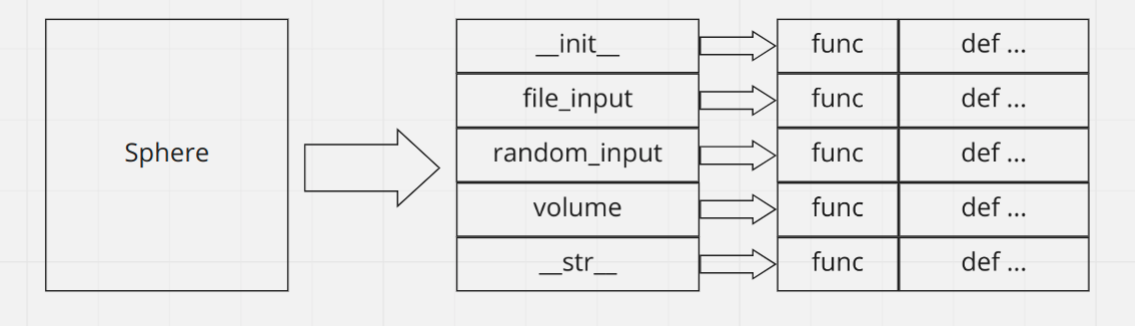 Sphere
__init__ func def ...
file_input func def ...
random_input func def ...
volume func def ...
__str__ func def ...